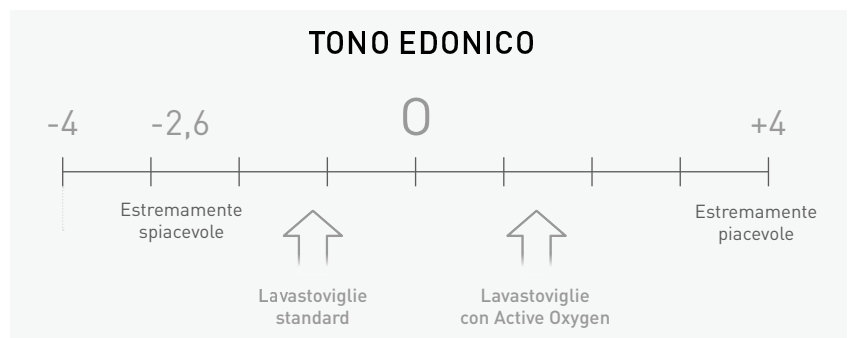 TONO EDONICO
-4 -2,6 0 +4
Estremamente
spiacevole
Estremamente
piacevole
Lavastoviglie
standard
Lavastoviglie
con Active Oxygen